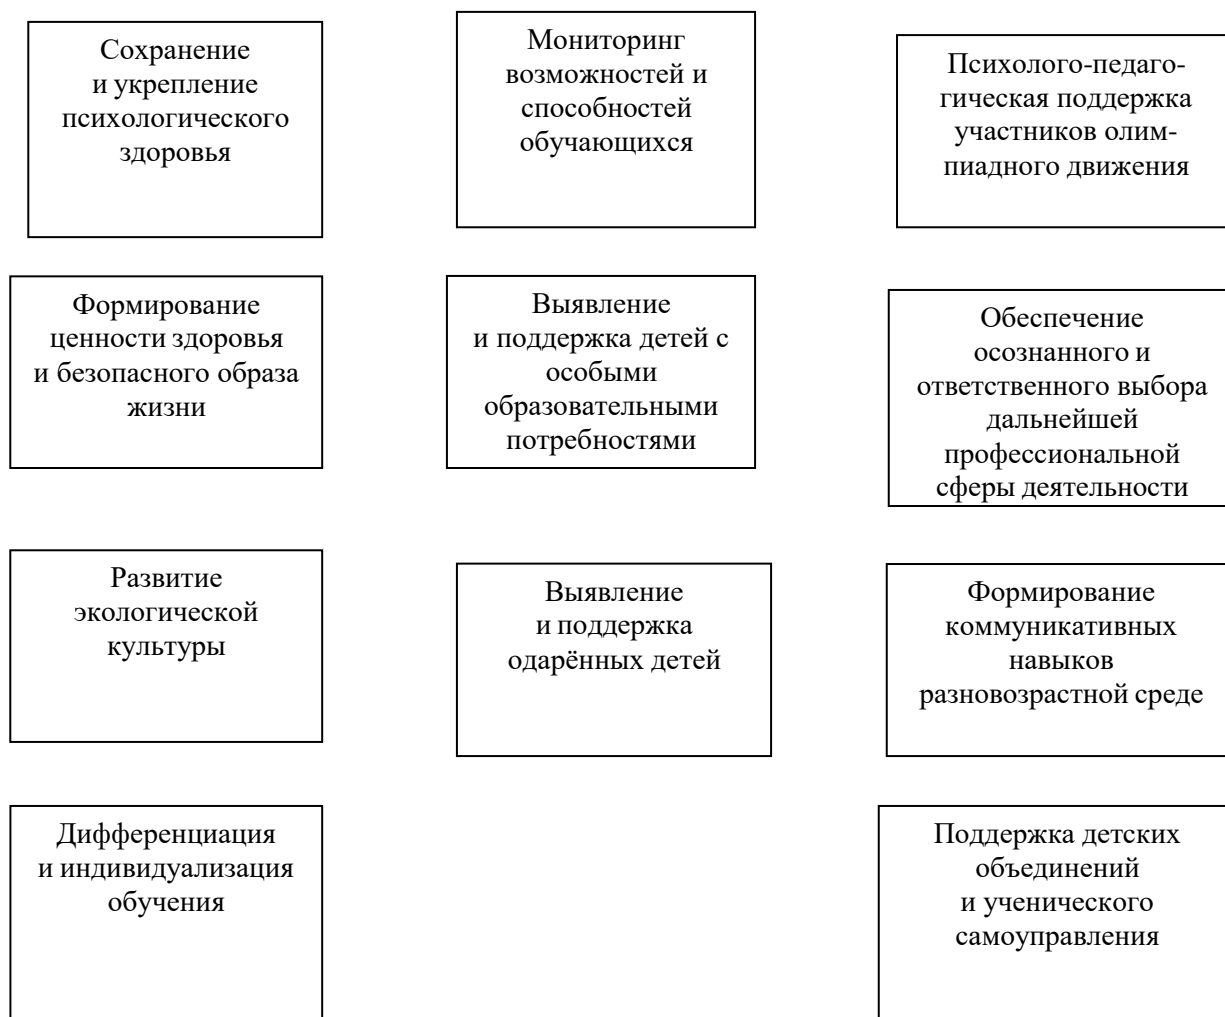 Сохранение
и укрепление
психологического
здоровья
Мониторинг
возможностей и
способностей
обучающихся
Психолого-педаго-
гическая поддержка
участников олим-
пиадного движения
Формирование
ценности здоровья
и безопасного образа
жизни
Выявление
и поддержка детей с
особыми
образовательными
потребностями
Обеспечение
осознанного и
ответственного выбора
дальнейшей
профессиональной
сферы деятельности
Развитие
экологической
культуры
Выявление
и поддержка
одарённых детей
Формирование
коммуникативных
навыков
разновозрастной среде
Дифференциация
и индивидуализация
обучения
Поддержка детских
объединений
и ученического
самоуправления